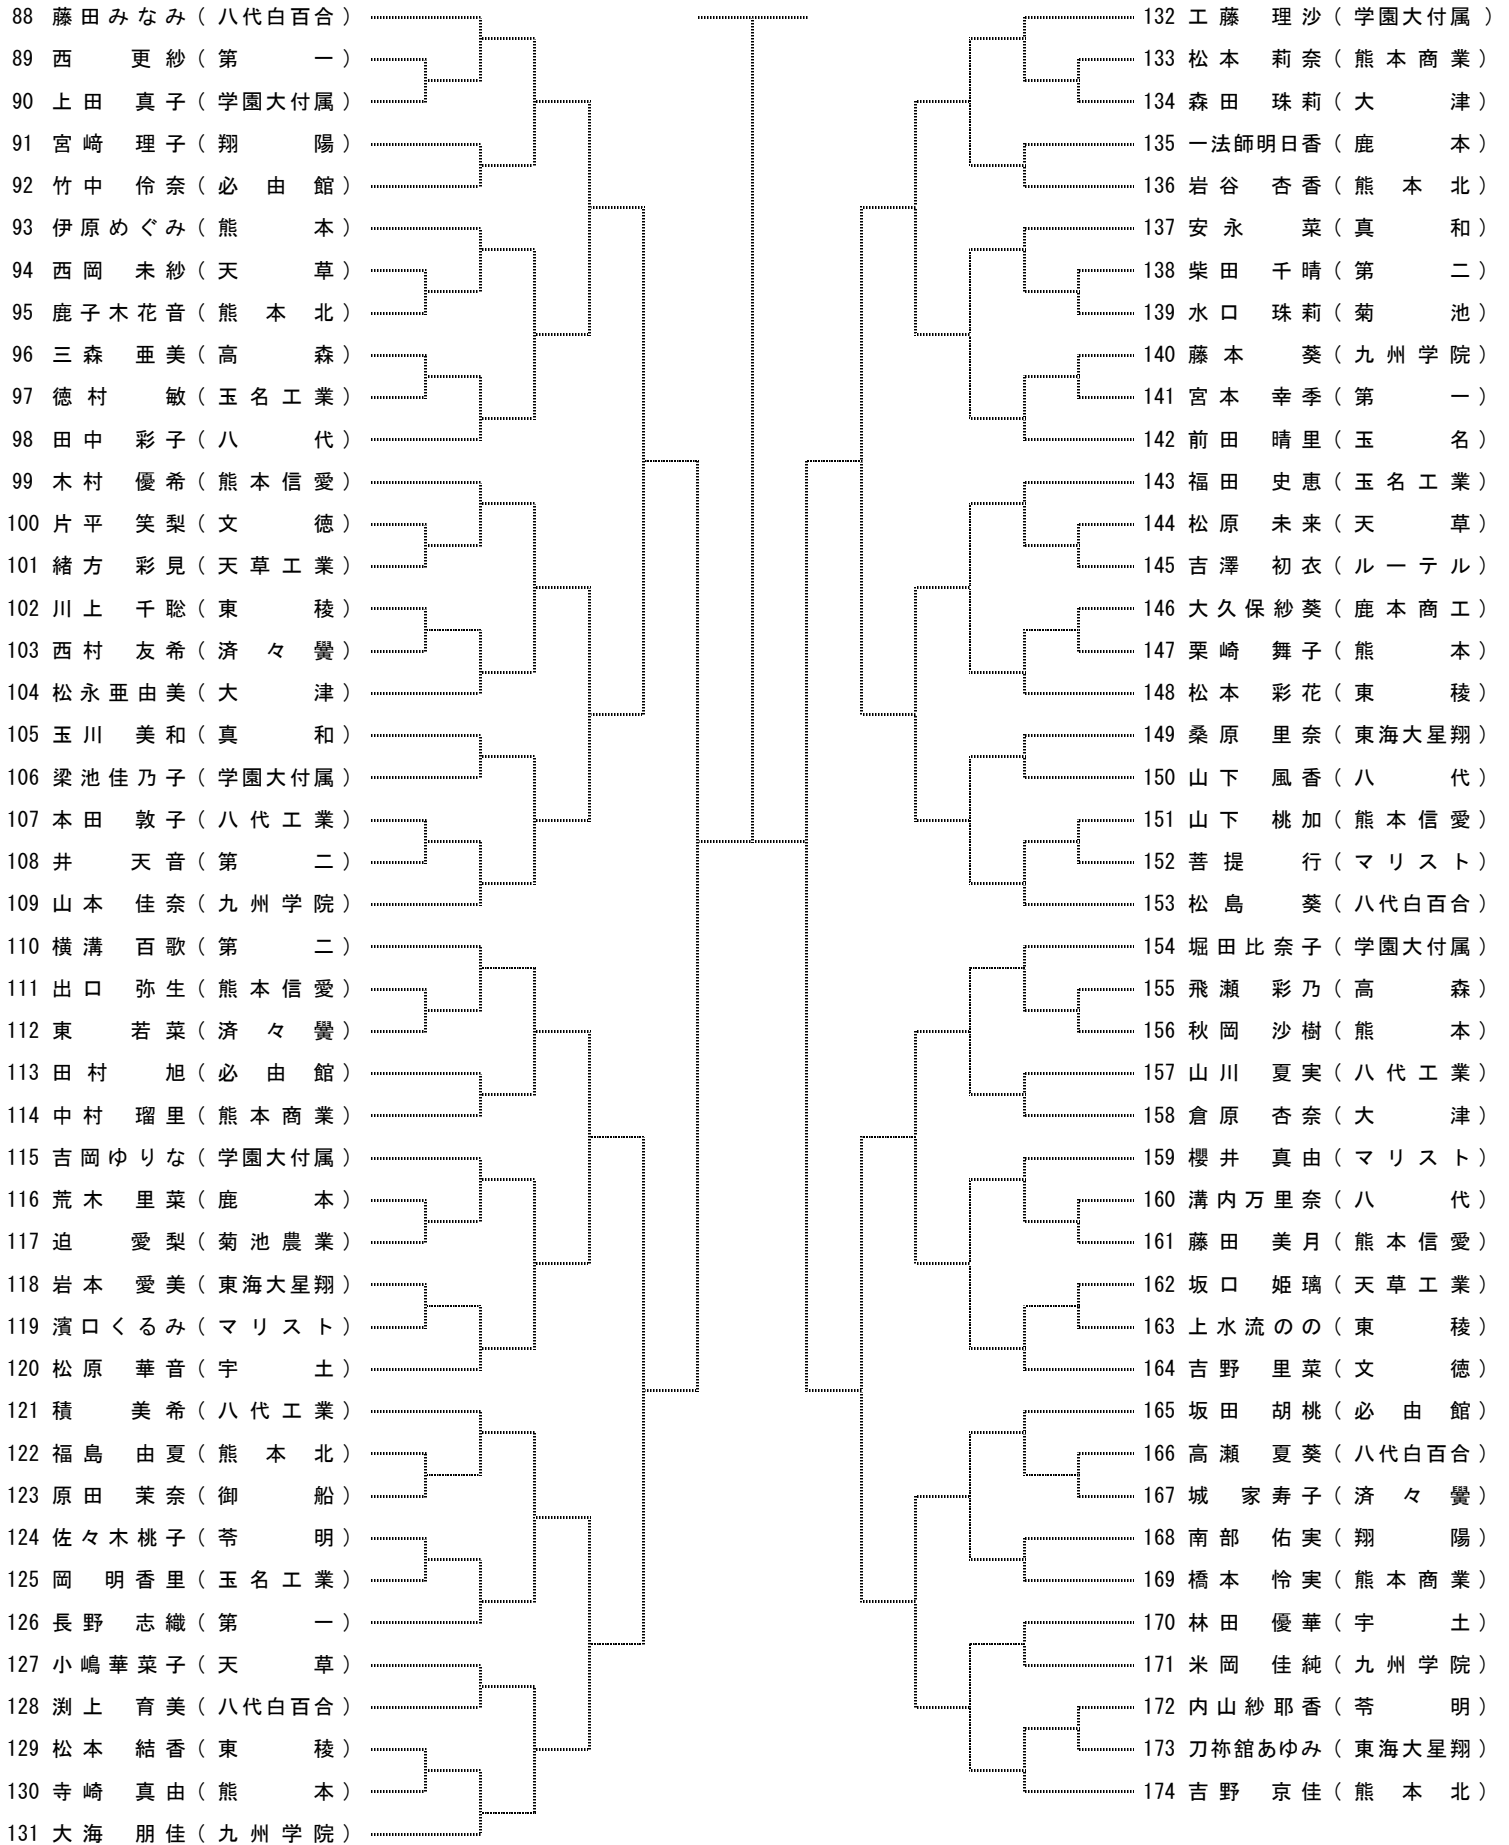 88 藤田みなみ（八代白百合）
89 西　更紗（第一）
90 上田　真子（学園大付属）
91 宮﨑　理子（翔陽）
92 竹中　伶奈（必由館）
93 伊原めぐみ（熊本）
94 西岡　未紗（天草）
95 鹿子木花音（熊本北）
96 三森　亜美（高森）
97 徳村　敏（玉名工業）
98 田中　彩子（八代）
99 木村　優希（熊本信愛）
100 片平　笑梨（文徳）
101 緒方　彩見（天草工業）
102 川上　千聡（東稜）
103 西村　友希（済々黌）
104 松永亜由美（大津）
105 玉川　美和（真和）
106 梁池佳乃子（学園大付属）
107 本田　敦子（八代工業）
108 井　天音（第二）
109 山本　佳奈（九州学院）
110 横溝　百歌（第二）
111 出口　弥生（熊本信愛）
112 東　若菜（済々黌）
113 田村　旭（必由館）
114 中村　瑠里（熊本商業）
115 吉岡ゆりな（学園大付属）
116 荒木　里菜（鹿本）
117 迫　愛梨（菊池農業）
118 岩本　愛美（東海大星翔）
119 濱口くるみ（マリスト）
120 松原　華音（宇土）
121 積　美希（八代工業）
122 福島　由夏（熊本北）
123 原田　茉奈（御船）
124 佐々木桃子（苓明）
125 岡　明香里（玉名工業）
126 長野　志織（第一）
127 小嶋華菜子（天草）
128 渕上　育美（八代白百合）
129 松本　結香（東稜）
130 寺崎　真由（熊本）
131 大海　朋佳（九州学院）
132 工藤　理沙（学園大付属）
133 松本　莉奈（熊本商業）
134 森田　珠莉（大津）
135 一法師明日香（鹿本）
136 岩谷　杏香（熊本北）
137 安永　菜（真和）
138 柴田　千晴（第二）
139 水口　珠莉（菊池）
140 藤本　葵（九州学院）
141 宮本　幸季（第一）
142 前田　晴里（玉名）
143 福田　史恵（玉名工業）
144 松原　未来（天草）
145 吉澤　初衣（ルーテル）
146 大久保紗葵（鹿本商工）
147 栗崎　舞子（熊本）
148 松本　彩花（東稜）
149 桑原　里奈（東海大星翔）
150 山下　風香（八代）
151 山下　桃加（熊本信愛）
152 菩提　行（マリスト）
153 松島　葵（八代白百合）
154 堀田比奈子（学園大付属）
155 飛瀬　彩乃（高森）
156 秋岡　沙樹（熊本）
157 山川　夏実（八代工業）
158 倉原　杏奈（大津）
159 櫻井　真由（マリスト）
160 溝内万里奈（八代）
161 藤田　美月（熊本信愛）
162 坂口　姫璃（天草工業）
163 上水流のの（東稜）
164 吉野　里菜（文徳）
165 坂田　胡桃（必由館）
166 高瀬　夏葵（八代白百合）
167 城　家寿子（済々黌）
168 南部　佑実（翔陽）
169 橋本　怜実（熊本商業）
170 林田　優華（宇土）
171 米岡　佳純（九州学院）
172 内山紗耶香（苓明）
173 刀祢舘あゆみ（東海大星翔）
174 吉野　京佳（熊本北）